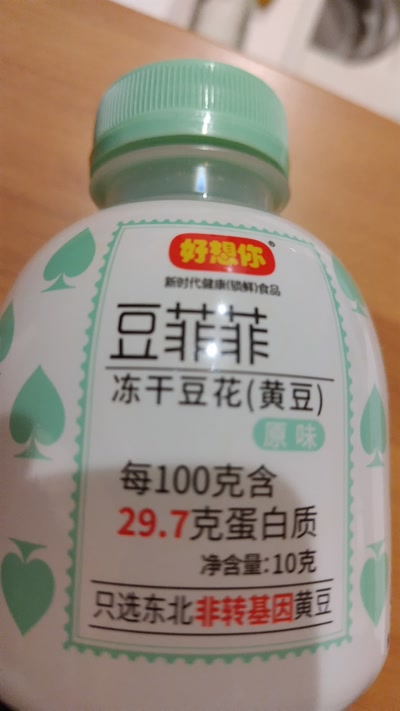 好想你®
新时代健康(锁鲜)食品
豆菲菲
冻干豆花(黄豆)
原味
每100克含
29.7克蛋白质
净含量:10克
只选东北非转基因黄豆